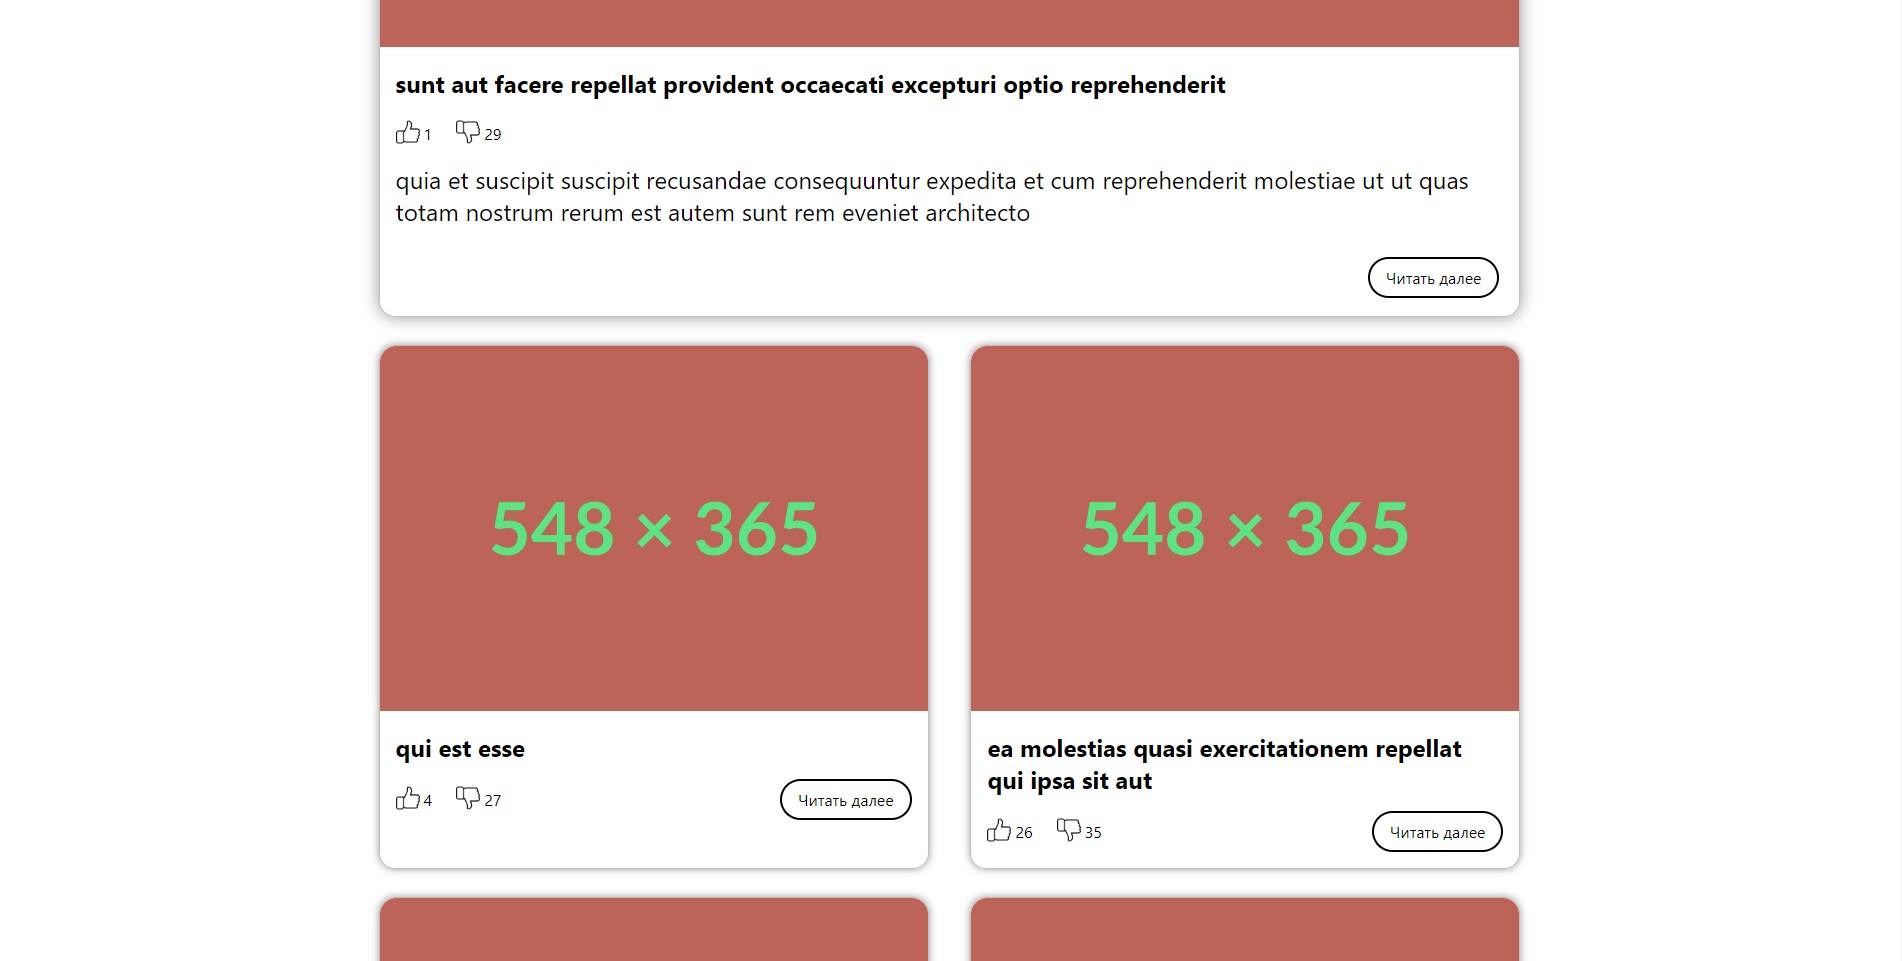 sunt aut facere repellat provident occaecati excepturi optio reprehenderit
1 29
quia et suscipit suscipit recusandae consequuntur expedita et cum reprehenderit molestiae ut ut quas
totam nostrum rerum est autem sunt rem eveniet architecto
Читать далее
548 × 365
qui est esse
4 27 Читать далее
548 × 365
ea molestias quasi exercitationem repellat
qui ipsa sit aut
26 35 Читать далее